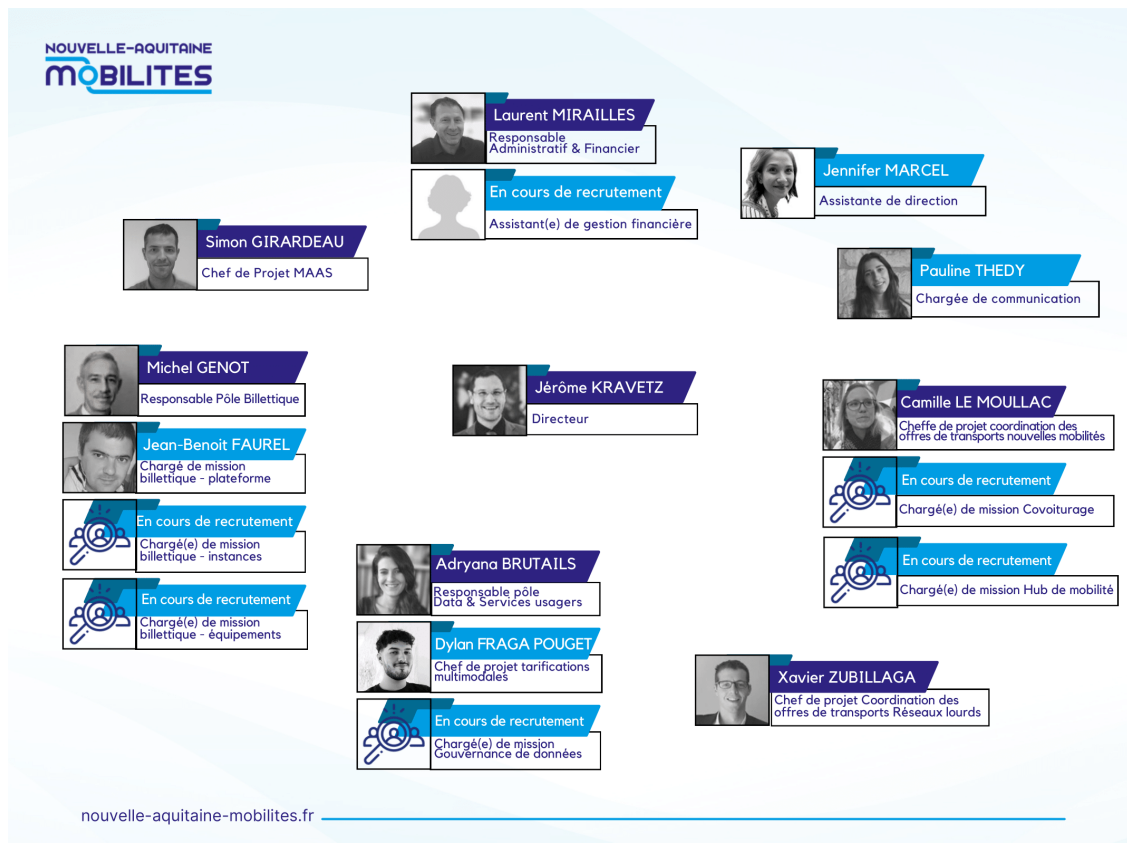 NOUVELLE-AQUITAINE
MOBILITES
Laurent MIRAILLES
Responsable
Administratif & Financier
En cours de recrutement
Assistant(e) de gestion financière
Jennifer MARCEL
Assistante de direction
Simon GIRARDEAU
Chef de Projet MAAS
Pauline THEDY
Chargée de communication
Michel GENOT
Responsable Pôle Billettique
Jean-Benoit FAUREL
Chargé de mission
billettique - plateforme
En cours de recrutement
Chargé(e) de mission
billettique - instances
En cours de recrutement
Chargé(e) de mission
billettique - équipements
Jérôme KRAVETZ
Directeur
Camille LE MOULLAC
Cheffe de projet coordination des
offres de transports nouvelles mobilités
En cours de recrutement
Chargé(e) de mission Covoiturage
En cours de recrutement
Chargé(e) de mission Hub de mobilité
Adryana BRUTAILS
Responsable pôle
Data & Services usagers
Dylan FRAGA POUGET
Chef de projet tarifications
multimodales
En cours de recrutement
Chargé(e) de mission
Gouvernance de données
Xavier ZUBILLAGA
Chef de projet Coordination des
offres de transports Réseaux lourds
nouvelle-aquitaine-mobilites.fr